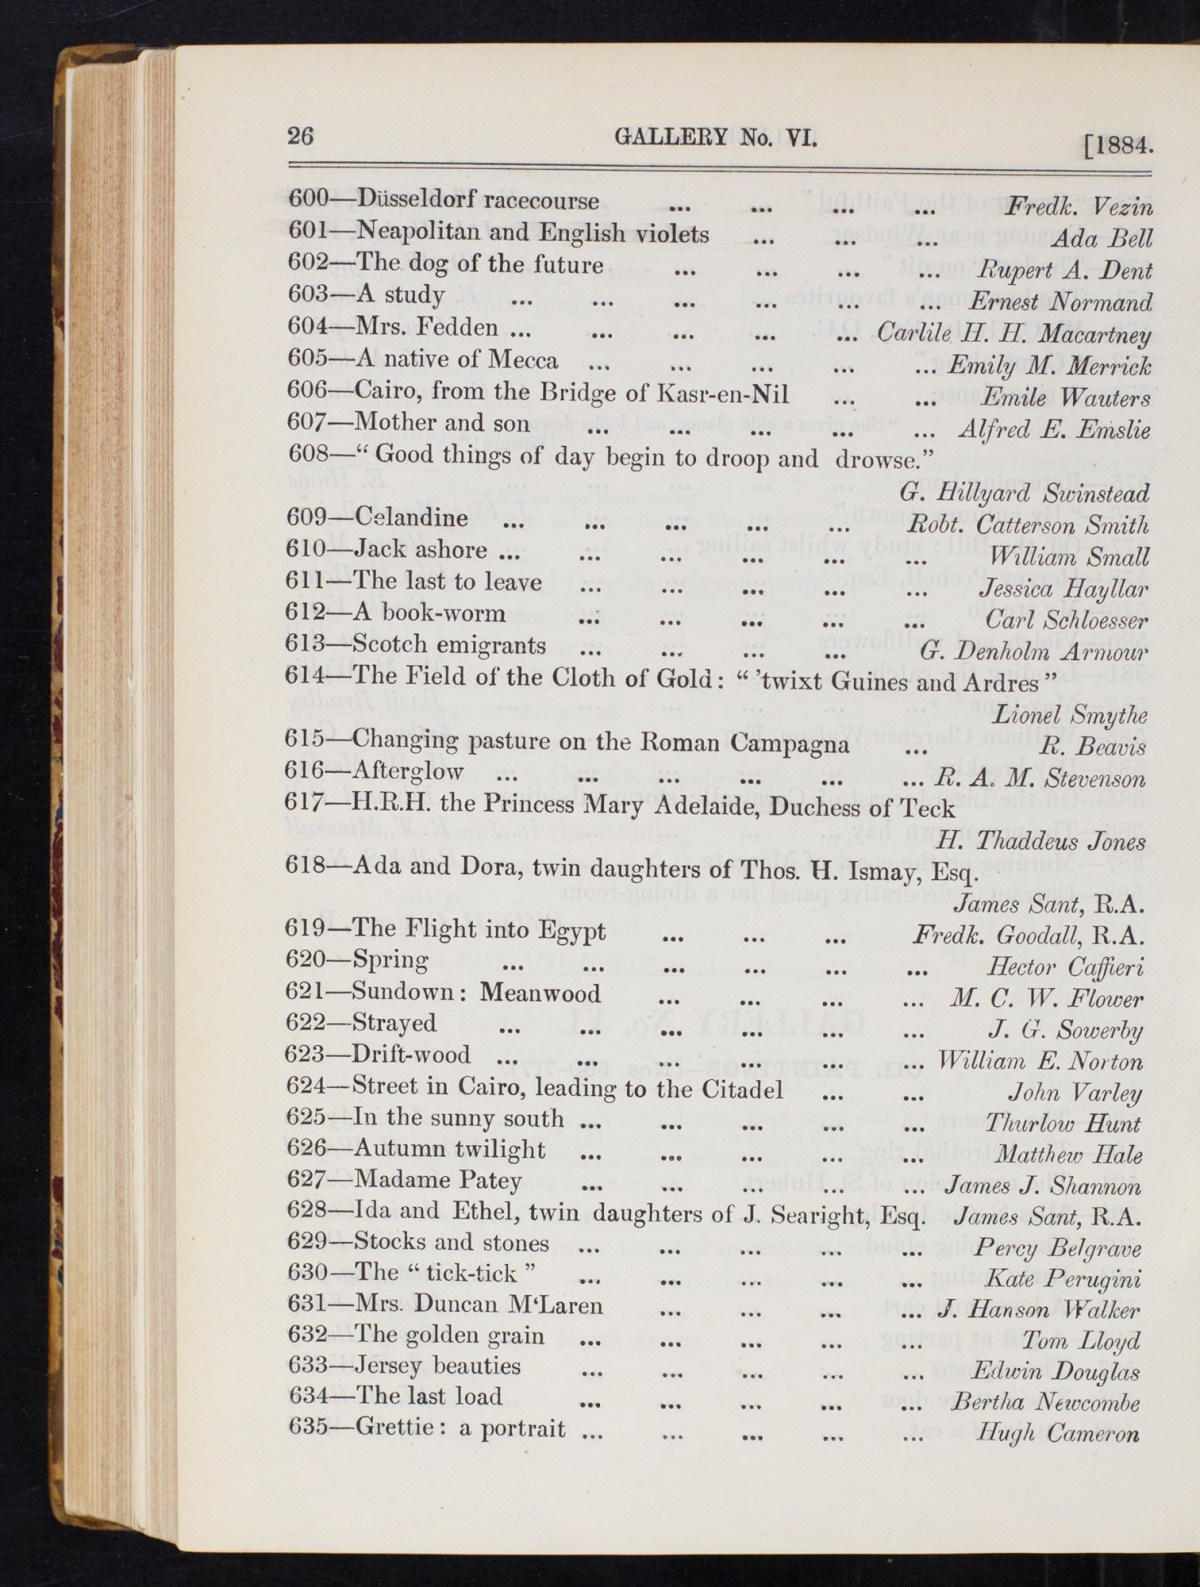 26 GALLERY No. VI. [1884.
600—Düsseldorf racecourse ... ... ... ... Fredk. Vezin
601—Neapolitan and English violets ... ... ... Ada Bell
602—The dog of the future ... ... ... ... Rupert A. Dent
603—A study ... ... ... ... ... ... Ernest Normand
604—Mrs. Fedden ... ... ... ... ... Carlile H. H. Macartney
605—A native of Mecca ... ... ... ... ... Emily M. Merrick
606—Cairo, from the Bridge of Kasr-en-Nil ... ... Emile Wauters
607—Mother and son ... ... ... ... ... Alfred E. Emslie
608—“Good things of day begin to droop and drowse.”
G. Hillyard Swinstead
609—Celandine ... ... ... ... ... Robt. Catterson Smith
610—Jack ashore ... ... ... ... ... ... William Small
611—The last to leave ... ... ... ... ... Jessica Hayllar
612—A book-worm ... ... ... ... ... Carl Schloesser
613—Scotch emigrants ... ... ... ... G. Denholm Armour
614—The Field of the Cloth of Gold: “’twixt Guines and Ardres”
Lionel Smythe
615—Changing pasture on the Roman Campagna ... R. Beavis
616—Afterglow ... ... ... ... ... ... R. A. M. Stevenson
617—H.R.H. the Princess Mary Adelaide, Duchess of Teck
H. Thaddeus Jones
618—Ada and Dora, twin daughters of Thos. H. Ismay, Esq.
James Sant, R.A.
619—The Flight into Egypt ... ... ... Fredk. Goodall, R.A.
620—Spring ... ... ... ... ... ... Hector Caffieri
621—Sundown: Meanwood ... ... ... ... M. C. W. Flower
622—Strayed ... ... ... ... ... ... J. G. Sowerby
623—Drift-wood ... ... ... ... ... ... William E. Norton
624—Street in Cairo, leading to the Citadel ... ... John Varley
625—In the sunny south ... ... ... ... ... Thurlow Hunt
626—Autumn twilight ... ... ... ... ... Matthew Hale
627—Madame Patey ... ... ... ... ... James J. Shannon
628—Ida and Ethel, twin daughters of J. Searight, Esq. James Sant, R.A.
629—Stocks and stones ... ... ... ... ... Percy Belgrave
630—The “tick-tick” ... ... ... ... ... Kate Perugini
631—Mrs. Duncan M‘Laren ... ... ... ... J. Hanson Walker
632—The golden grain ... ... ... ... ... Tom Lloyd
633—Jersey beauties ... ... ... ... ... Edwin Douglas
634—The last load ... ... ... ... ... Bertha Newcombe
635—Grettie: a portrait ... ... ... ... ... Hugh Cameron